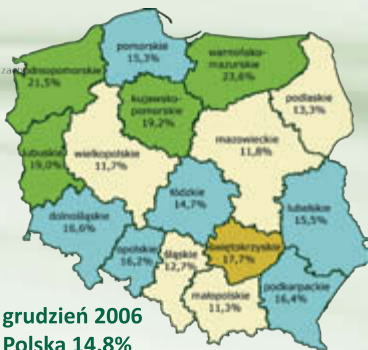 pomorskie
15,3%
warmińsko-
mazurskie
23,6%
zachodniopomorskie
21,5%
kujawsko-
pomorskie
19,2%
podlaskie
13,3%
lubuskie
19,0%
wielkopolskie
11,7%
mazowieckie
11,8%
łódzkie
14,7%
lubelskie
15,5%
dolnośląskie
16,6%
opolskie
16,2%
śląskie
12,7%
świętokrzyskie
17,7%
małopolskie
11,3%
podkarpackie
16,4%
grudzień 2006
Polska 14,8%